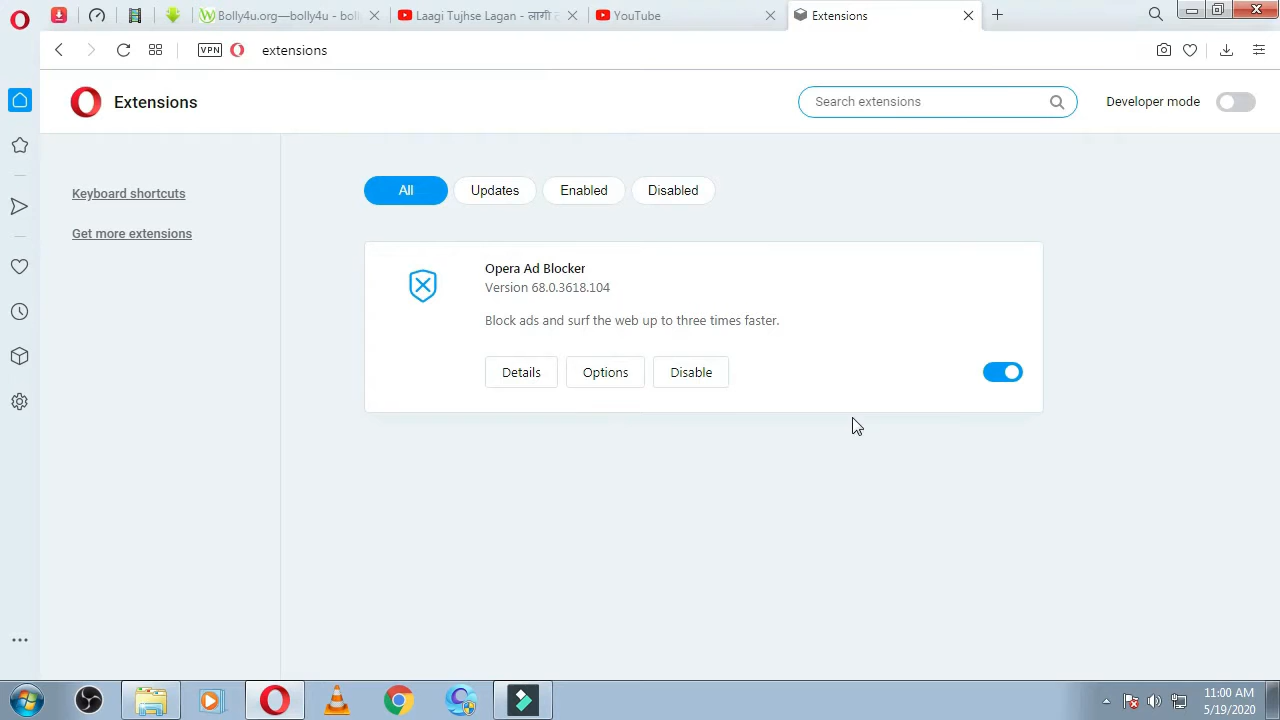 Bolly4u.org—bolly4u - boll
Laagi Tujhse Lagan - लागी
YouTube
Extensions
VPN
extensions
Extensions
Search extensions
Developer mode
Keyboard shortcuts
Get more extensions
All
Updates
Enabled
Disabled
Opera Ad Blocker
Version 68.0.3618.104
Block ads and surf the web up to three times faster.
Details
Options
Disable
11:00 AM
5/19/2020